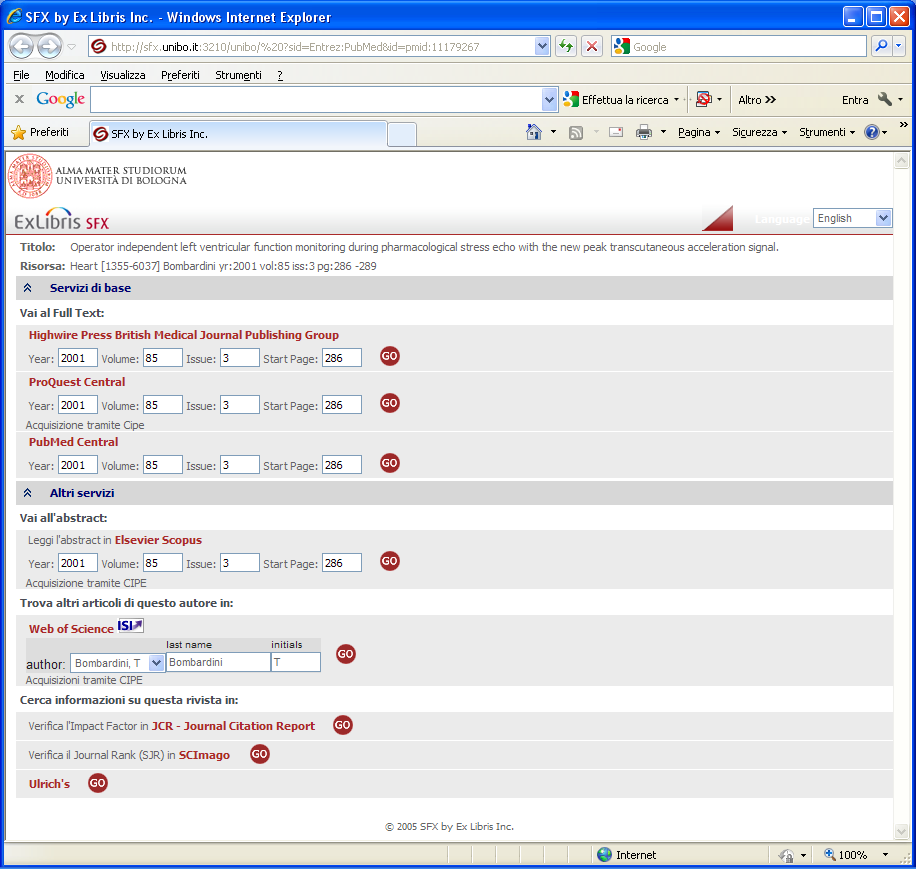 SFX by Ex Libris Inc. - Windows Internet Explorer
http://sfx.unibo.it:3210/unibo/%20?sid=Entrez:PubMed&id=pmid:11179267
Google
File Modifica Visualizza Preferiti Strumenti ?
x Google Effettua la ricerca Altro >> Entra
Preferiti SFX by Ex Libris Inc. Pagina Sicurezza Strumenti ? >>
ALMA MATER STUDIORUM
UNIVERSITÀ DI BOLOGNA
ExLibris SFX Language English
Titolo: Operator independent left ventricular function monitoring during pharmacological stress echo with the new peak transcutaneous acceleration signal.
Risorsa: Heart [1355-6037] Bombardini yr:2001 vol:85 iss:3 pg:286 -289
Servizi di base
Vai al Full Text:
Highwire Press British Medical Journal Publishing Group
Year: 2001 Volume: 85 Issue: 3 Start Page: 286 GO
ProQuest Central
Year: 2001 Volume: 85 Issue: 3 Start Page: 286 GO
Acquisizione tramite Cipe
PubMed Central
Year: 2001 Volume: 85 Issue: 3 Start Page: 286 GO
Altri servizi
Vai all'abstract:
Leggi l'abstract in Elsevier Scopus
Year: 2001 Volume: 85 Issue: 3 Start Page: 286 GO
Acquisizione tramite CIPE
Trova altri articoli di questo autore in:
Web of Science ISI
last name initials
author: Bombardini, T Bombardini T GO
Acquisizioni tramite CIPE
Cerca informazioni su questa rivista in:
Verifica l'Impact Factor in JCR - Journal Citation Report GO
Verifica il Journal Rank (SJR) in SCImago GO
Ulrich's GO
© 2005 SFX by Ex Libris Inc.
Internet 100%